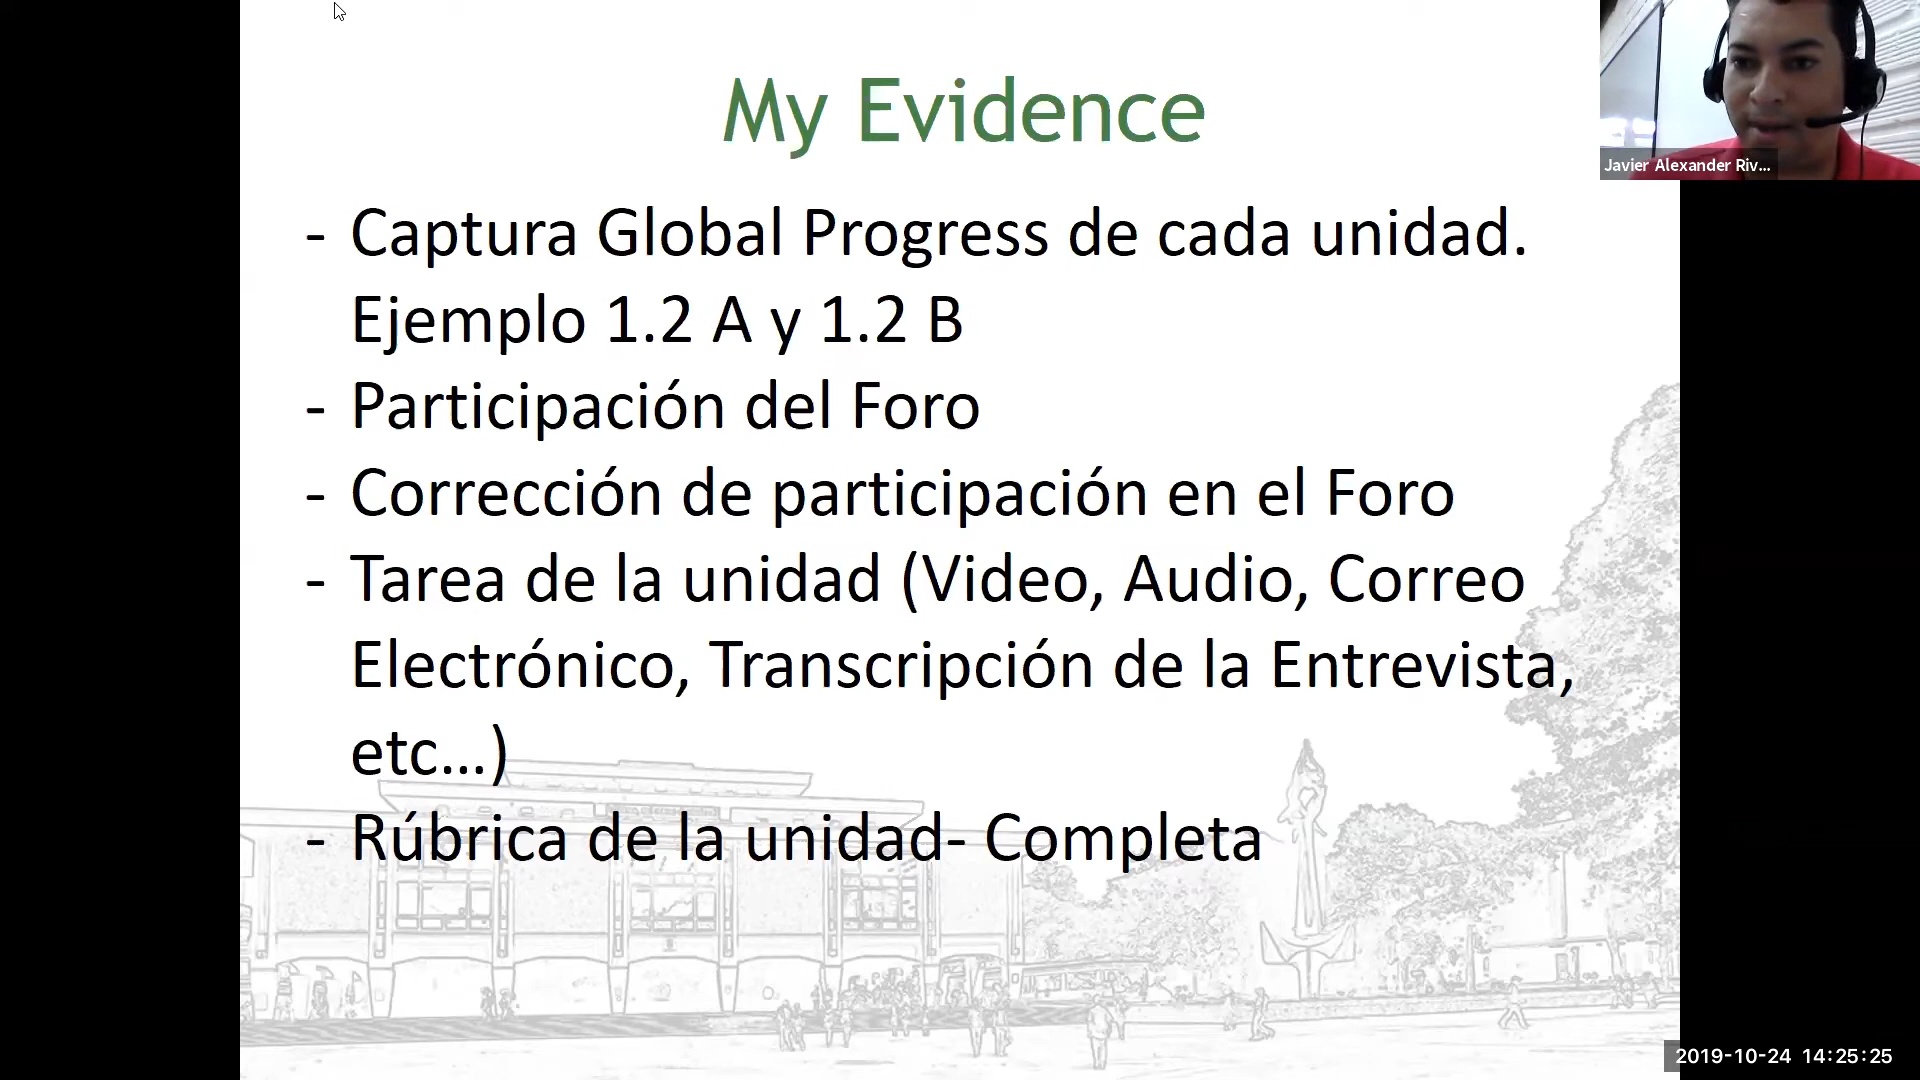 My Evidence
Javier Alexander Riv...
- Captura Global Progress de cada unidad.
Ejemplo 1.2 A y 1.2 B
- Participación del Foro
- Corrección de participación en el Foro
- Tarea de la unidad (Video, Audio, Correo
Electrónico, Transcripción de la Entrevista,
etc...)
- Rúbrica de la unidad- Completa
2019-10-24 14:25:25